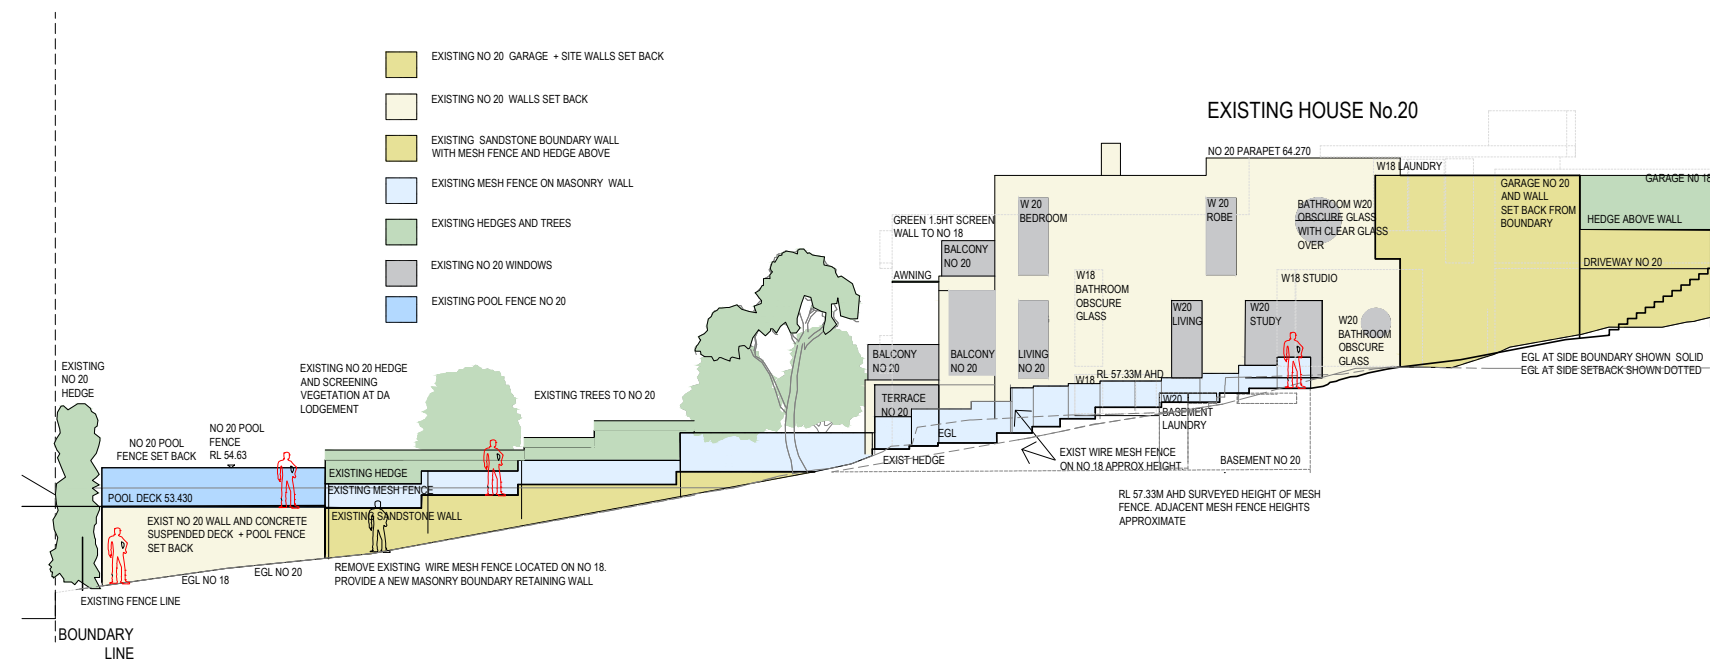 EXISTING NO 20 GARAGE + SITE WALLS SET BACK
EXISTING NO 20 WALLS SET BACK
EXISTING SANDSTONE BOUNDARY WALL
WITH MESH FENCE AND HEDGE ABOVE
EXISTING MESH FENCE ON MASONRY WALL
EXISTING HEDGES AND TREES
EXISTING NO 20 WINDOWS
EXISTING POOL FENCE NO 20
EXISTING HOUSE No.20
NO 20 PARAPET 64.270
W18 LAUNDRY
GARAGE NO 20
AND WALL
SET BACK FROM
BOUNDARY
GARAGE N0 18
HEDGE ABOVE WALL
DRIVEWAY NO 20
W 20
BEDROOM
W 20
ROBE
BATHROOM W20
OBSCURE GLASS
WITH CLEAR GLASS
OVER
GREEN 1.5HT SCREEN
WALL TO NO 18
BALCONY
NO 20
AWNING
W18
BATHROOM
OBSCURE
GLASS
W18 STUDIO
W20
LIVING
W20
STUDY
W20
BATHROOM
OBSCURE
GLASS
BALCONY
NO 20
BALCONY
NO 20
LIVING
NO 20
RL 57.33M AHD
W18
TERRACE
NO 20
W20
BASEMENT
LAUNDRY
EGL AT SIDE BOUNDARY SHOWN SOLID
EGL AT SIDE SETBACK SHOWN DOTTED
EGL
EXIST HEDGE
EXIST WIRE MESH FENCE
ON NO 18 APPROX HEIGHT
BASEMENT NO 20
RL 57.33M AHD SURVEYED HEIGHT OF MESH
FENCE. ADJACENT MESH FENCE HEIGHTS
APPROXIMATE
EXISTING
NO 20
HEDGE
EXISTING NO 20 HEDGE
AND SCREENING
VEGETATION AT DA
LODGEMENT
EXISTING TREES TO NO 20
NO 20 POOL
FENCE SET BACK
NO 20 POOL
FENCE
RL 54.63
EXISTING HEDGE
EXISTING MESH FENCE
POOL DECK 53.430
EXISTING SANDSTONE WALL
EXIST NO 20 WALL AND CONCRETE
SUSPENDED DECK + POOL FENCE
SET BACK
EGL NO 18
EGL NO 20
REMOVE EXISTING WIRE MESH FENCE LOCATED ON NO 18.
PROVIDE A NEW MASONRY BOUNDARY RETAINING WALL
EXISTING FENCE LINE
BOUNDARY
LINE